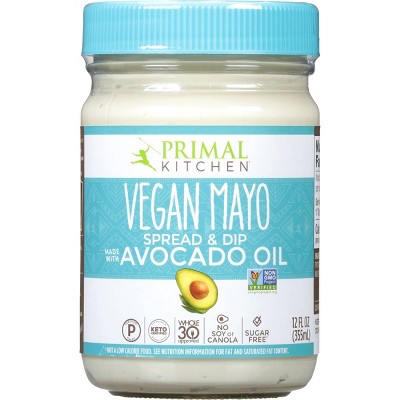 PRIMAL
KITCHEN
VEGAN MAYO
SPREAD & DIP
MADE WITH AVOCADO OIL
NON GMO
Project
VERIFIED
12 FL OZ
(355mL)
P
KETO
WHOLE
30
approved
NO SOY or CANOLA
SUGAR FREE
NOT A LOW CALORIE FOOD. SEE NUTRITION INFORMATION FOR FAT AND SATURATED FAT CONTENT.